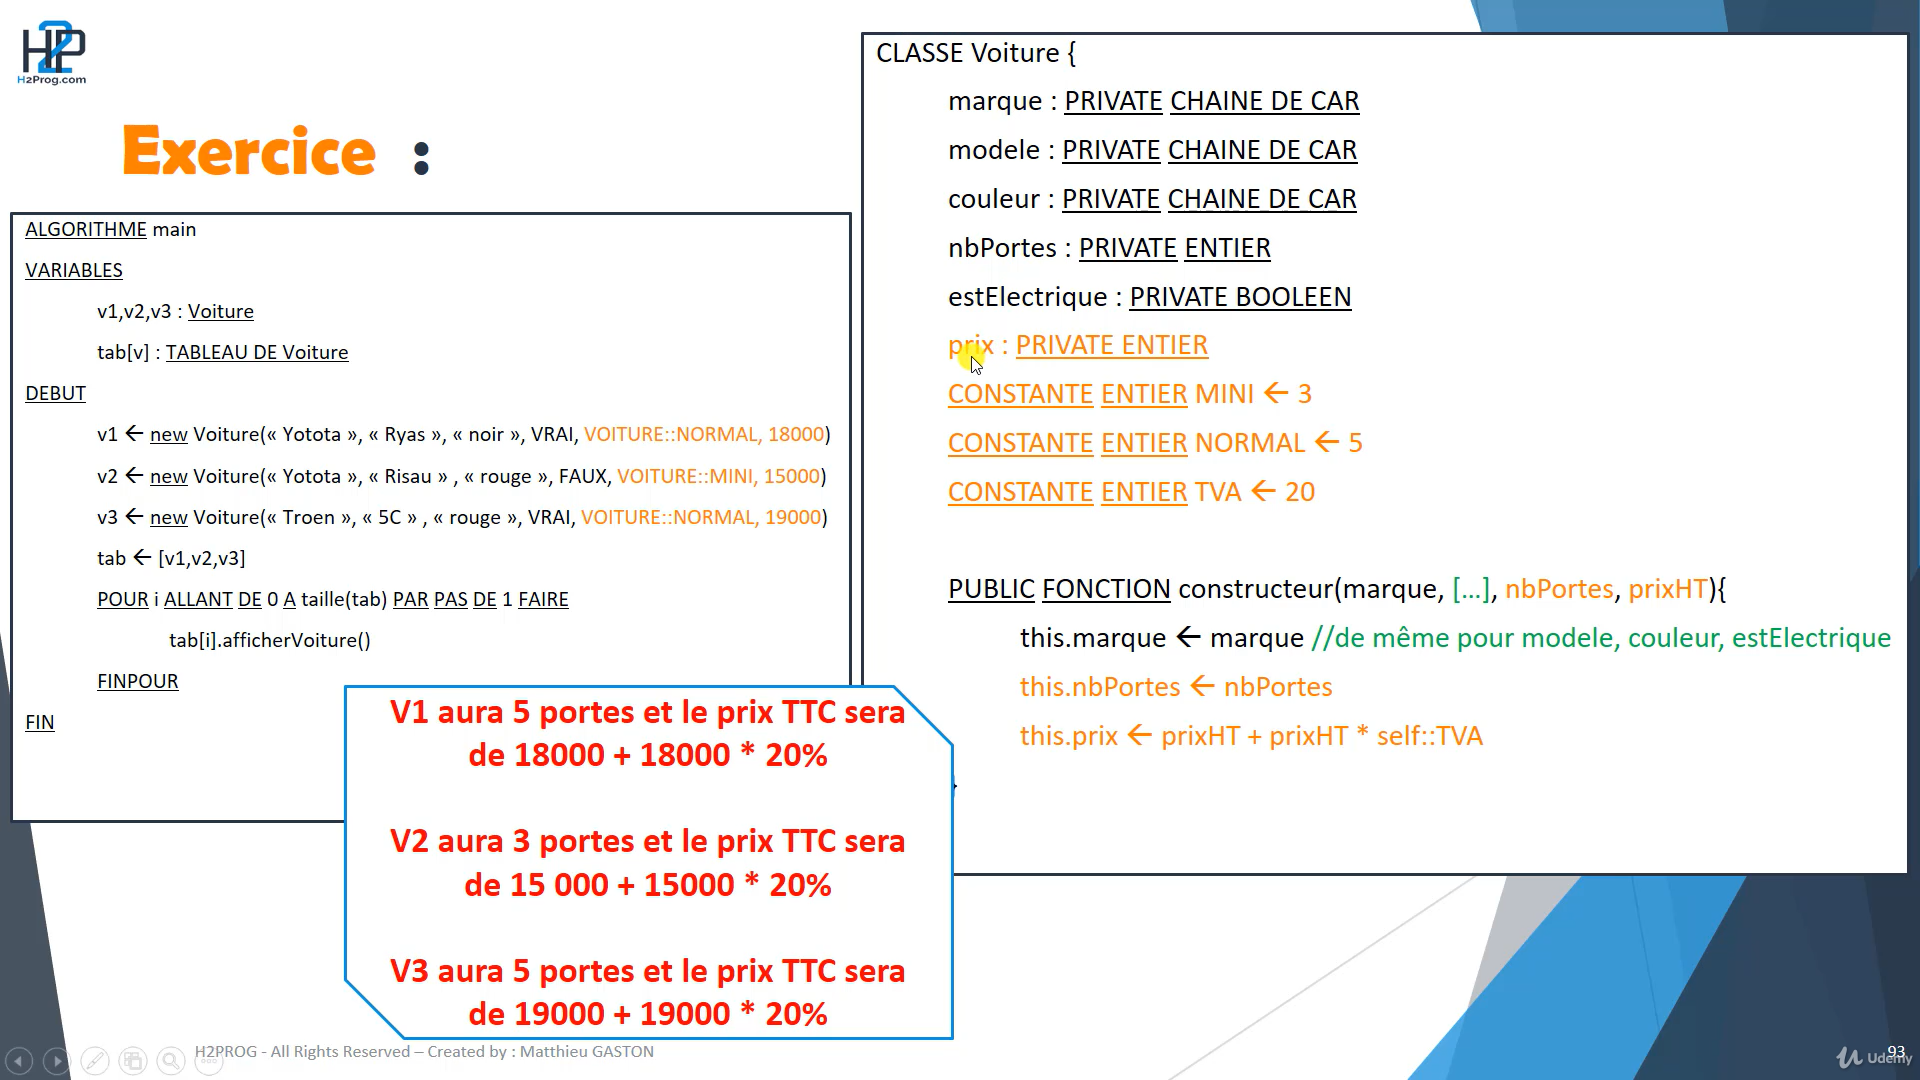 H2P
H2Prog.com
Exercice :
ALGORITHME main
VARIABLES
v1,v2,v3 : Voiture
tab[v] : TABLEAU DE Voiture
DEBUT
v1 ← new Voiture(« Yotota », « Ryas », « noir », VRAI, VOITURE::NORMAL, 18000)
v2 ← new Voiture(« Yotota », « Risau » , « rouge », FAUX, VOITURE::MINI, 15000)
v3 ← new Voiture(« Troen », « 5C » , « rouge », VRAI, VOITURE::NORMAL, 19000)
tab ← [v1,v2,v3]
POUR i ALLANT DE 0 A taille(tab) PAR PAS DE 1 FAIRE
tab[i].afficherVoiture()
FINPOUR
FIN
V1 aura 5 portes et le prix TTC sera
de 18000 + 18000 * 20%
V2 aura 3 portes et le prix TTC sera
de 15 000 + 15000 * 20%
V3 aura 5 portes et le prix TTC sera
de 19000 + 19000 * 20%
CLASSE Voiture {
marque : PRIVATE CHAINE DE CAR
modele : PRIVATE CHAINE DE CAR
couleur : PRIVATE CHAINE DE CAR
nbPortes : PRIVATE ENTIER
estElectrique : PRIVATE BOOLEEN
prix : PRIVATE ENTIER
CONSTANTE ENTIER MINI ← 3
CONSTANTE ENTIER NORMAL ← 5
CONSTANTE ENTIER TVA ← 20
PUBLIC FONCTION constructeur(marque, [...], nbPortes, prixHT){
this.marque ← marque //de même pour modele, couleur, estElectrique
this.nbPortes ← nbPortes
this.prix ← prixHT + prixHT * self::TVA
H2PROG - All Rights Reserved – Created by : Matthieu GASTON
93
Udemy